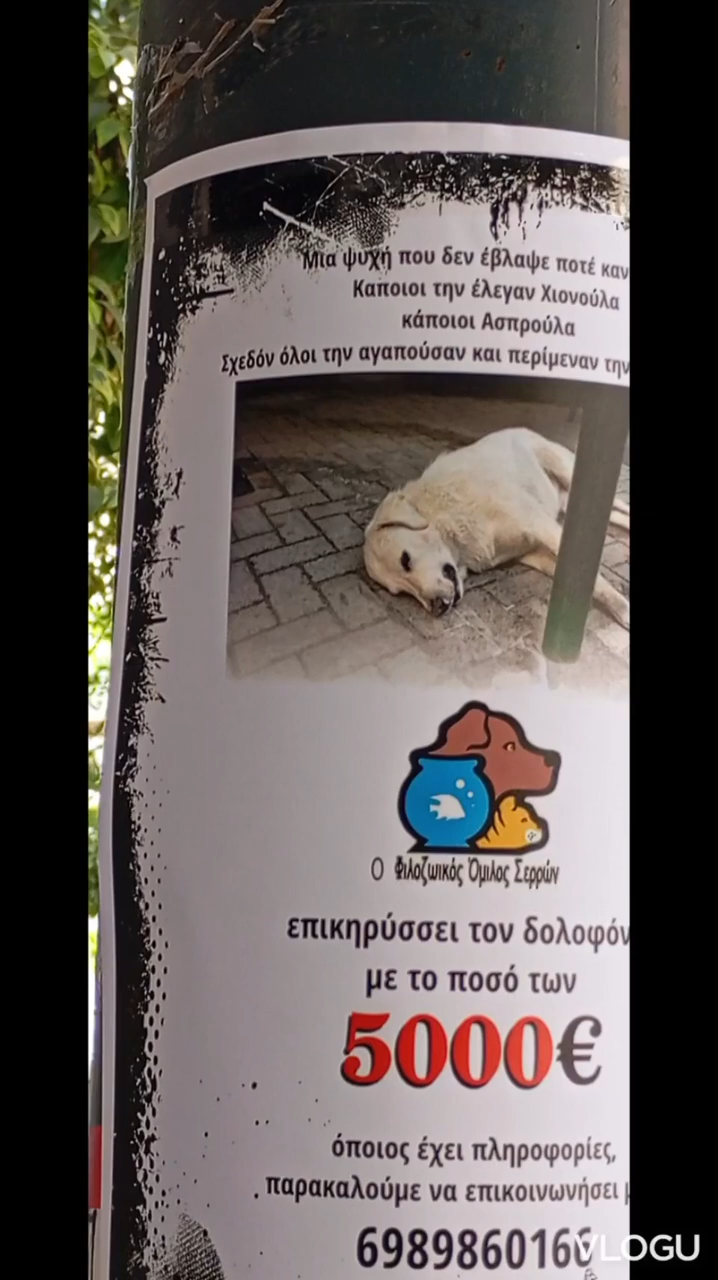 Μια ψυχή που δεν έβλαψε ποτέ καν
Καποιοι την έλεγαν Χιονούλα
κάποιοι Ασπρούλα
Σχεδόν όλοι την αγαπούσαν και περίμεναν την
Ο Φιλοζωικός Όμιλος Σερρών
επικηρύσσει τον δολοφόν
με το ποσό των
5000€
όποιος έχει πληροφορίες,
παρακαλούμε να επικοινωνήσει
6989860166
VLOGU